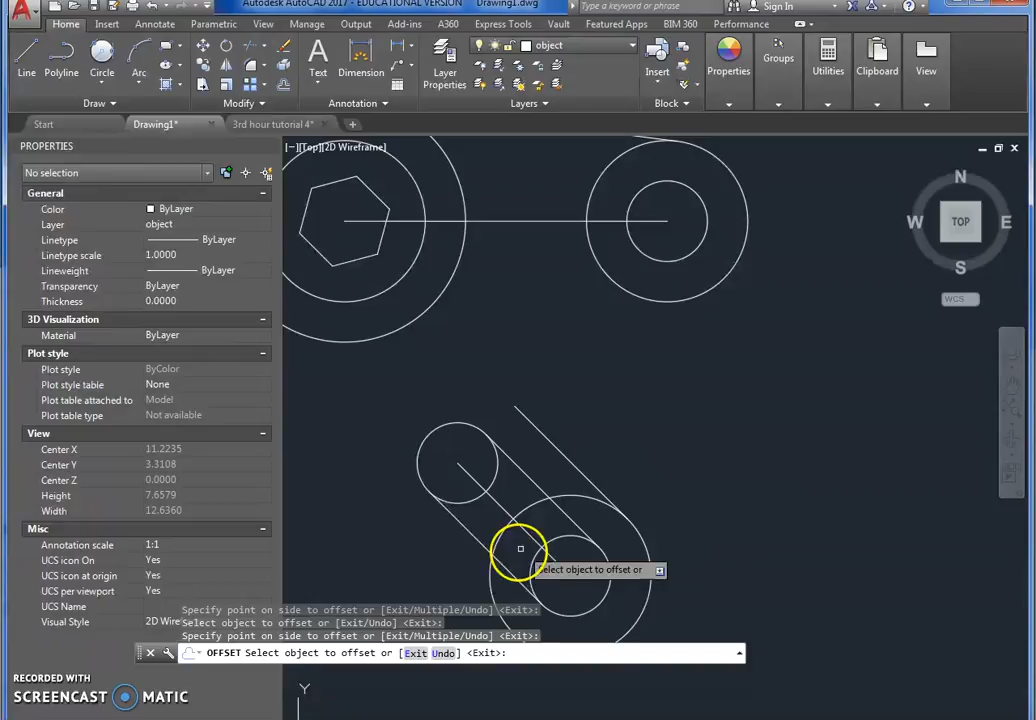 Autodesk AutoCAD 2017 - EDUCATIONAL VERSION Drawing1.dwg
Type a keyword or phrase
Sign In
Home Insert Annotate Parametric View Manage Output Add-ins A360 Express Tools Vault Featured Apps BIM 360 Performance
object
Line Polyline Circle Arc Text Dimension Layer Properties Insert Properties Groups Utilities Clipboard View
Draw Modify Annotation Layers Block
Start Drawing1* 3rd hour tutorial 4*
PROPERTIES
[−][Top][2D Wireframe]
No selection
General
Color ByLayer
Layer object
Linetype ByLayer
Linetype scale 1.0000
Lineweight ByLayer
Transparency ByLayer
Thickness 0.0000
3D Visualization
Material ByLayer
Plot style
Plot style ByColor
Plot style table None
Plot table attached to Model
Plot table type Not available
View
Center X 11.2235
Center Y 3.3108
Center Z 0.0000
Height 7.6579
Width 12.6360
Misc
Annotation scale 1:1
UCS icon On Yes
UCS icon at origin Yes
UCS per viewport Yes
UCS Name
Visual Style 2D Wire
N
W TOP E
S
WCS
Select object to offset or
Specify point on side to offset or [Exit/Multiple/Undo] <Exit>:
Select object to offset or [Exit/Undo] <Exit>:
Specify point on side to offset or [Exit/Multiple/Undo] <Exit>:
OFFSET Select object to offset or [Exit Undo] <Exit>:
RECORDED WITH
SCREENCAST MATIC
Y